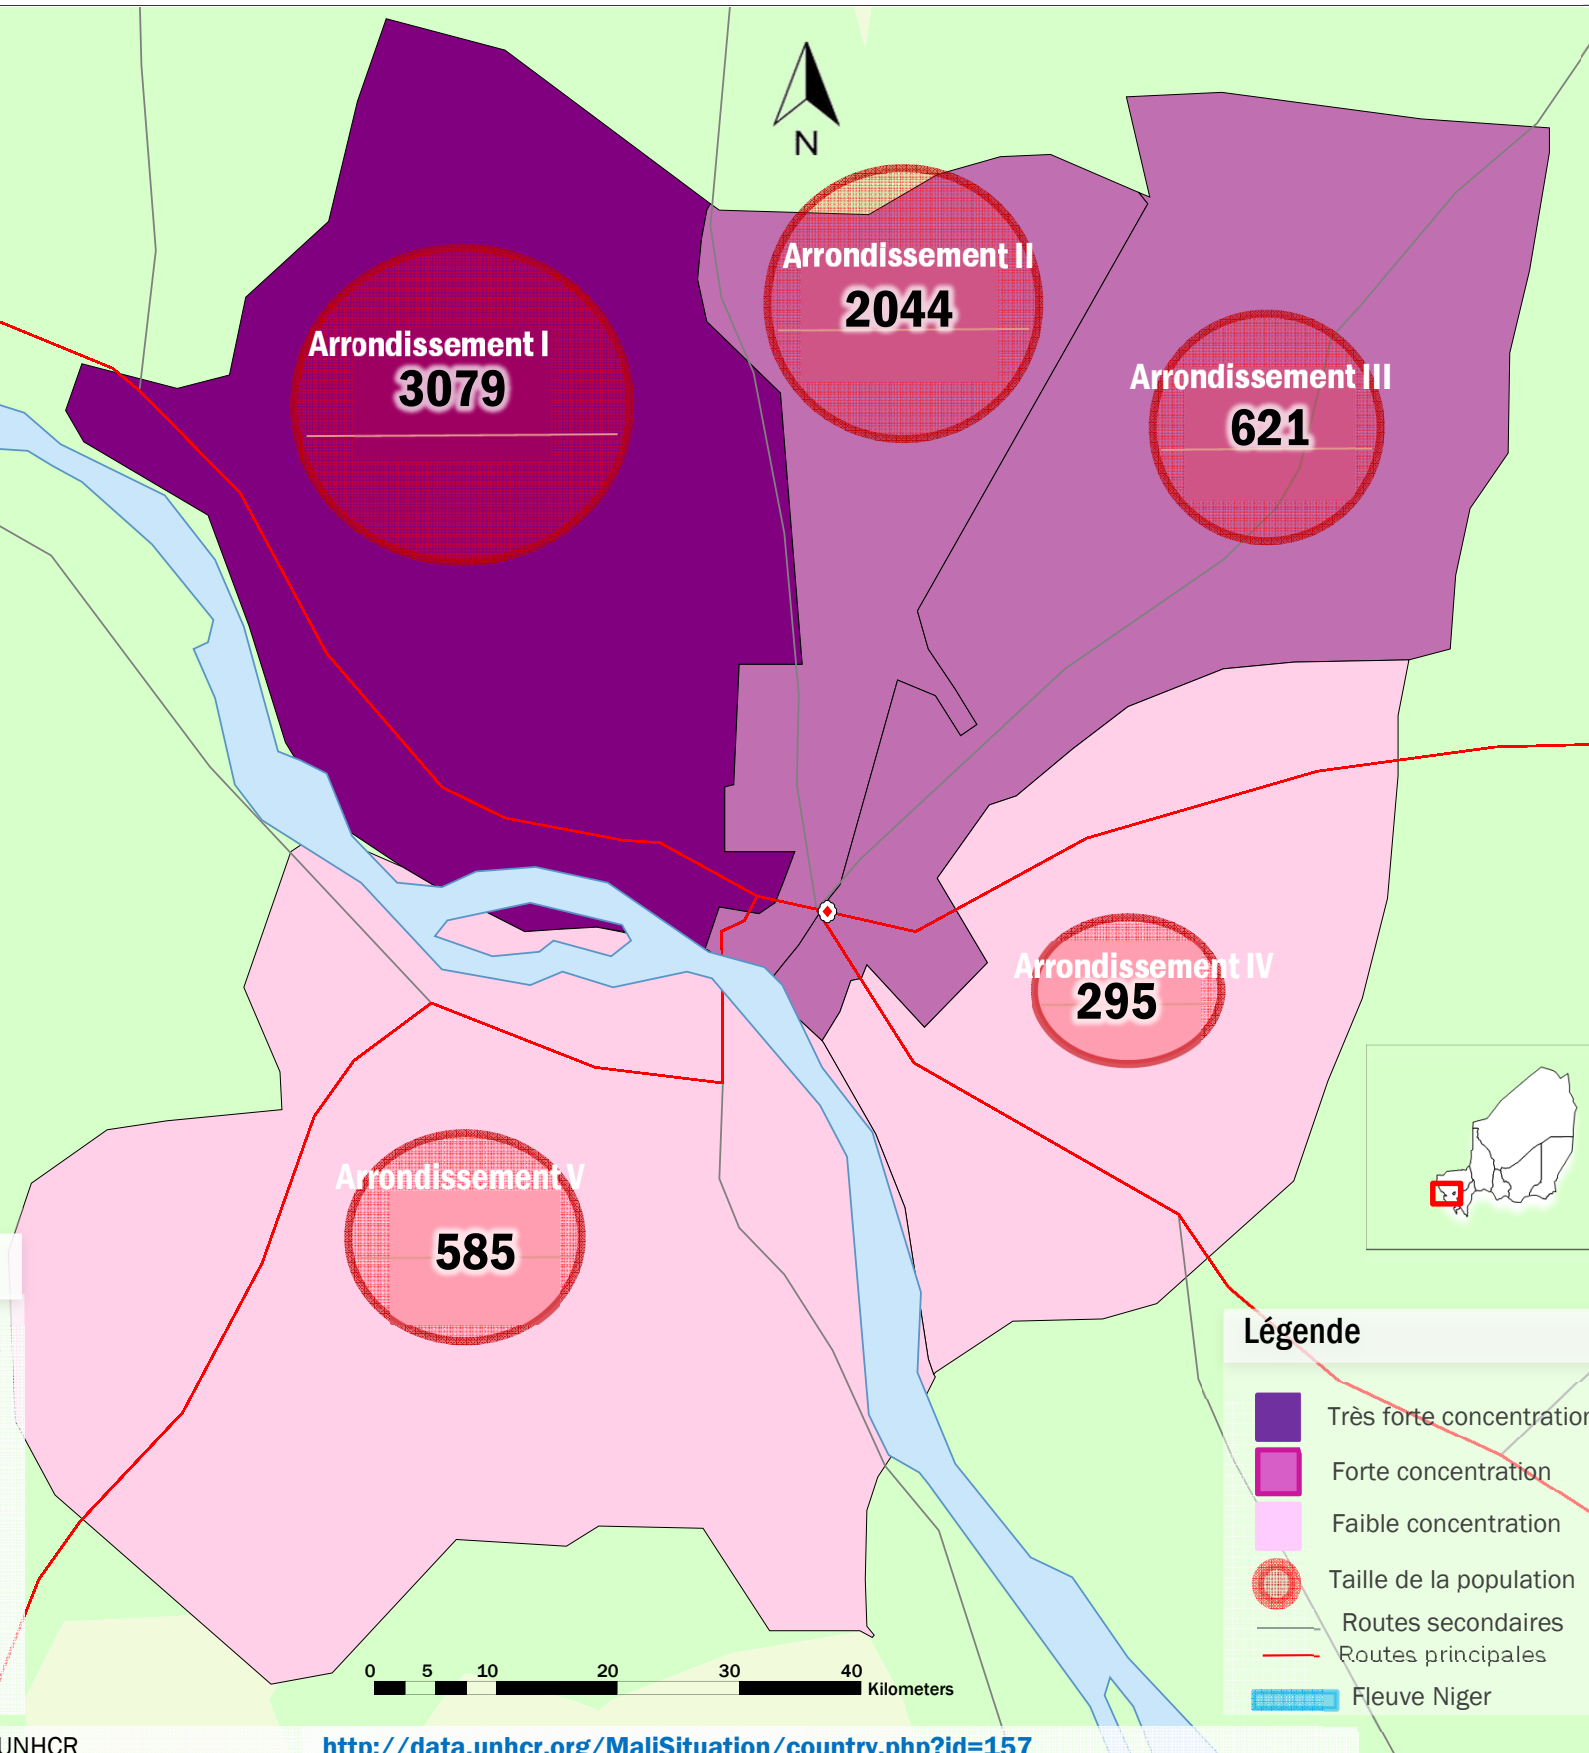 N
Arrondissement II
2044
Arrondissement I
3079
Arrondissement III
621
Arrondissement IV
295
Arrondissement V
585
Légende
Très forte concentration
Forte concentration
Faible concentration
Taille de la population
Routes secondaires
Routes principales
Fleuve Niger
0 5 10 20 30 40
Kilometers
UNHCR
http://data.unhcr.org/MaliSituation/country.php?id=157